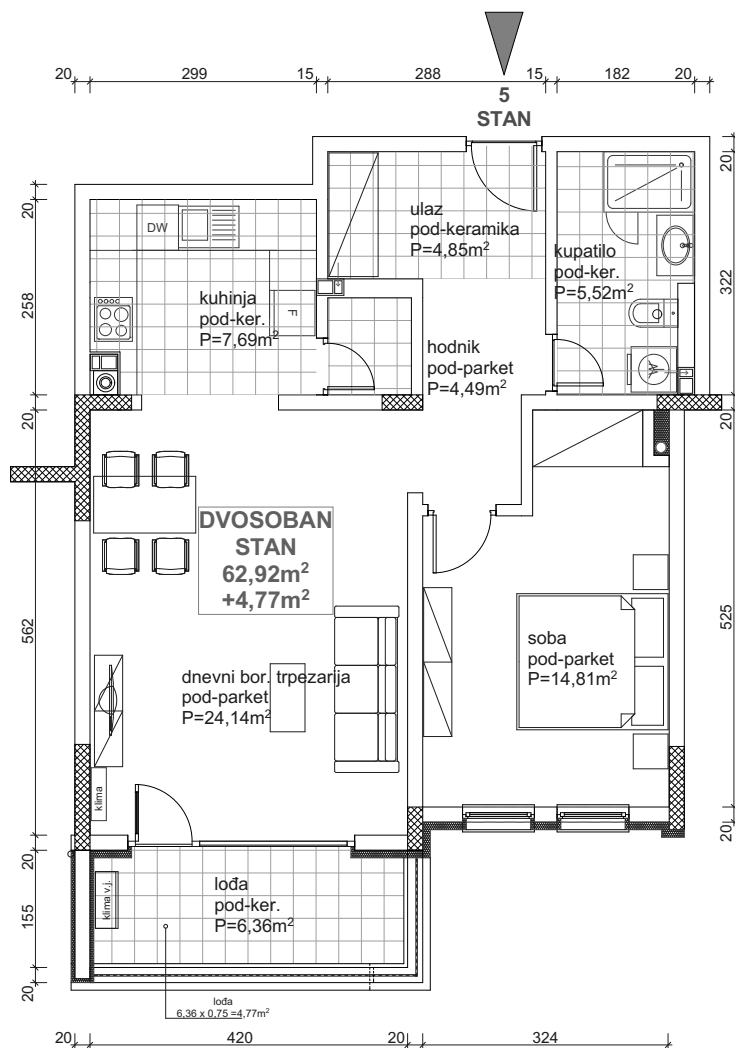 20 299 15 288 15 182 20
5
STAN
20
20
258
322
20
20
562
525
20
20
155
20
ulaz
pod-keramika
P=4,85m²
DW
kupatilo
pod-ker.
P=5,52m²
kuhinja
pod-ker.
P=7,69m²
F
hodnik
pod-parket
P=4,49m²
DVOSOBAN
STAN
62,92m²
+4,77m²
soba
pod-parket
P=14,81m²
dnevni bor. trpezarija
pod-parket
P=24,14m²
klima
klima v.j.
lođa
pod-ker.
P=6,36m²
lođa
6,36 x 0,75 =4,77m²
20 420 20 324